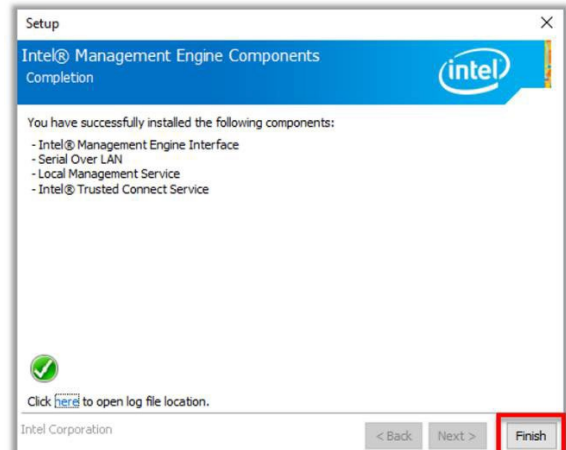 Setup
Intel® Management Engine Components
Completion
intel
You have successfully installed the following components:
- Intel® Management Engine Interface
- Serial Over LAN
- Local Management Service
- Intel® Trusted Connect Service
Click here to open log file location.
Intel Corporation
< Back Next > Finish